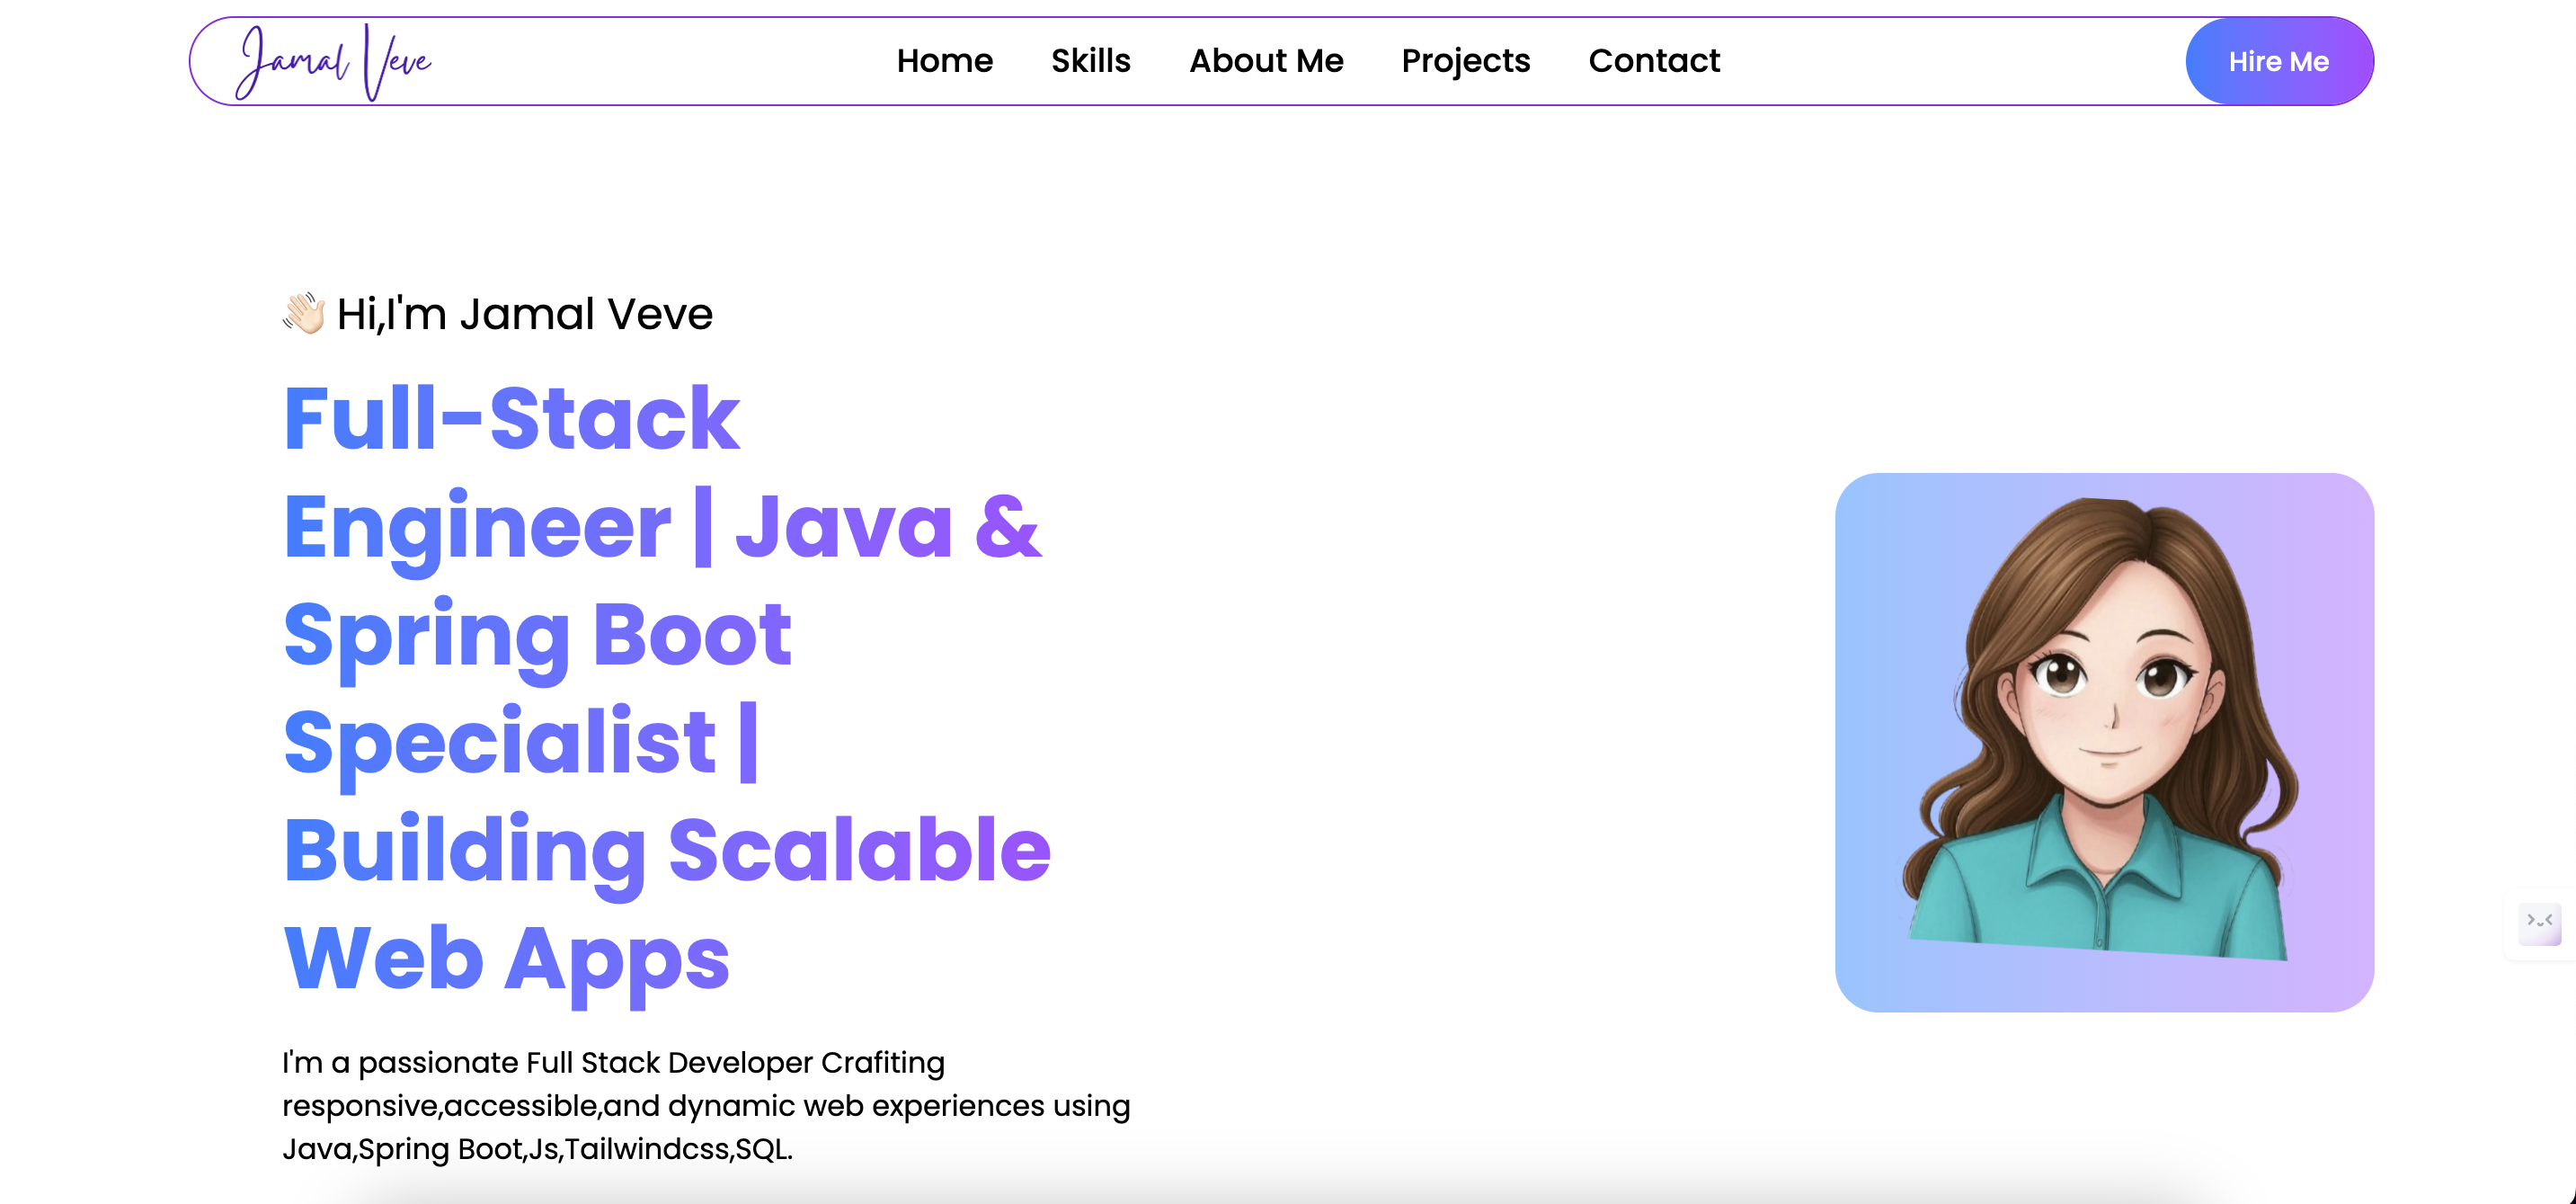 Jamal Veve
Home Skills About Me Projects Contact
Hire Me
👋🏻 Hi,I'm Jamal Veve
Full-Stack
Engineer | Java &
Spring Boot
Specialist |
Building Scalable
Web Apps
I'm a passionate Full Stack Developer Crafiting
responsive,accessible,and dynamic web experiences using
Java,Spring Boot,Js,Tailwindcss,SQL.